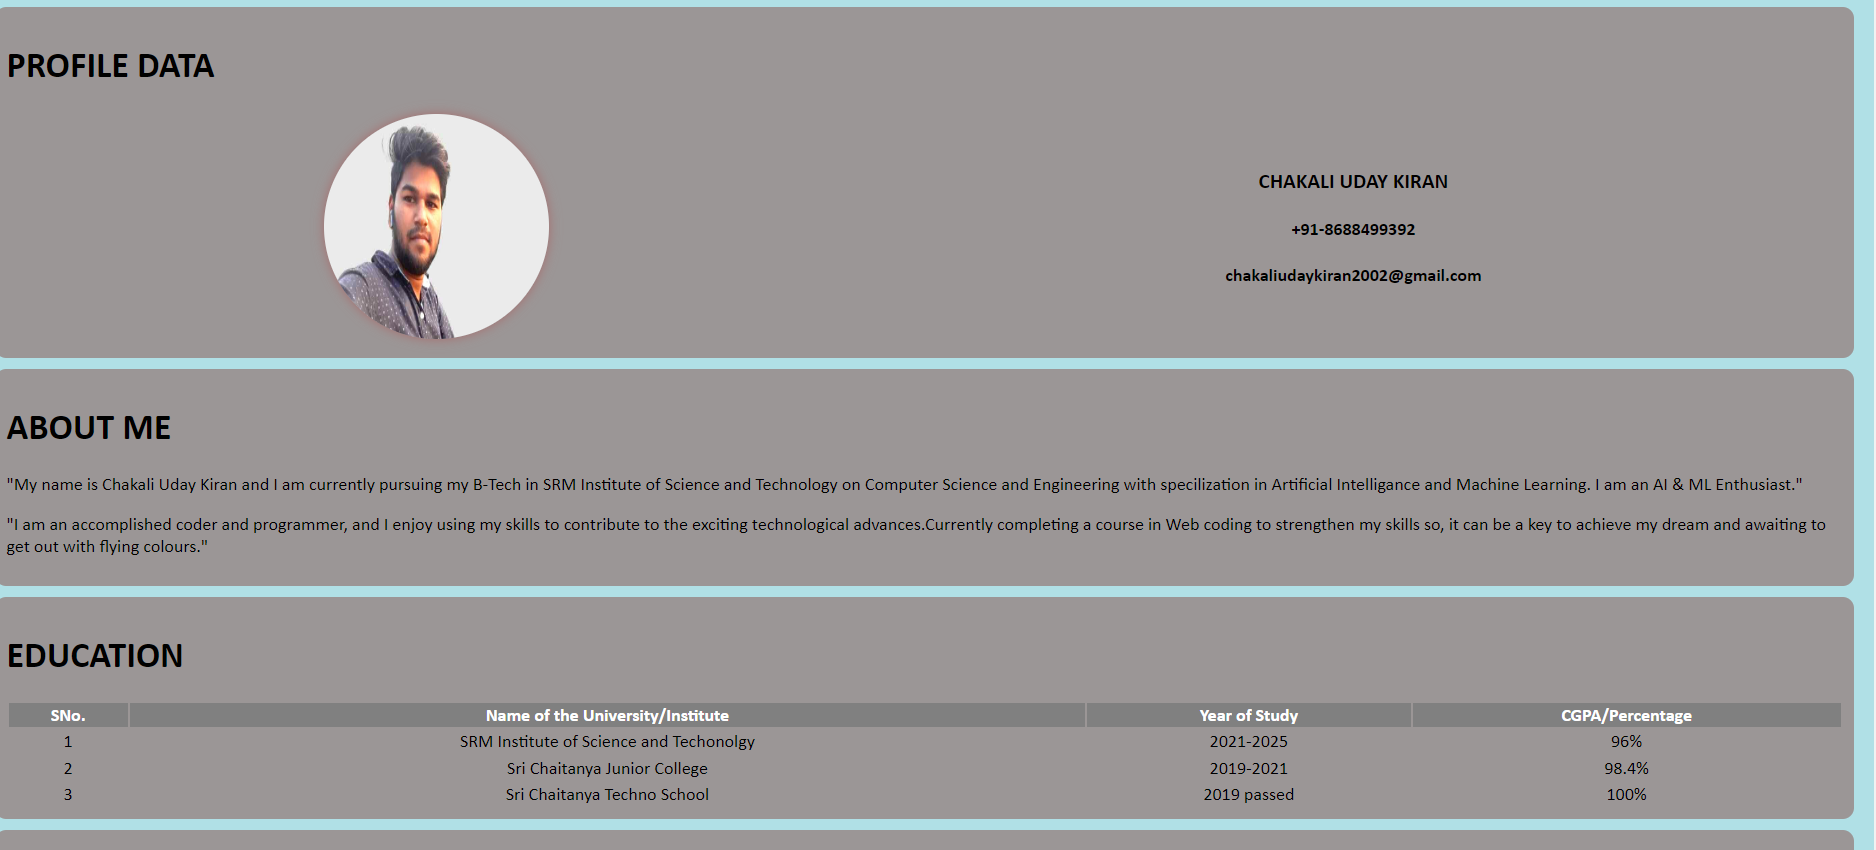 PROFILE DATA
CHAKALI UDAY KIRAN
+91-8688499392
chakaliudaykiran2002@gmail.com
ABOUT ME
"My name is Chakali Uday Kiran and I am currently pursuing my B-Tech in SRM Institute of Science and Technology on Computer Science and Engineering with specilization in Artificial Intelligance and Machine Learning. I am an AI & ML Enthusiast."
"I am an accomplished coder and programmer, and I enjoy using my skills to contribute to the exciting technological advances.Currently completing a course in Web coding to strengthen my skills so, it can be a key to achieve my dream and awaiting to
get out with flying colours."
EDUCATION
SNo. Name of the University/Institute Year of Study CGPA/Percentage
1 SRM Institute of Science and Techonolgy 2021-2025 96%
2 Sri Chaitanya Junior College 2019-2021 98.4%
3 Sri Chaitanya Techno School 2019 passed 100%